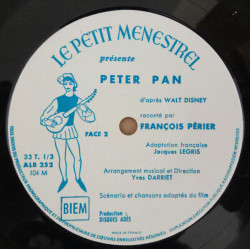 LE PETIT MENESTREL
présente
PETER PAN
d'après WALT DISNEY
raconté par
FACE 2
FRANÇOIS PÉRIER
33 T. 1/3
ALB 252
104 M
Adaptation française
Jacques LEGRIS
Arrangement musical et Direction
Yves DARRIET
Scénario et chansons adaptés du film
BIEM
Production :
DISQUES ADÈS
MADE IN FRANCE